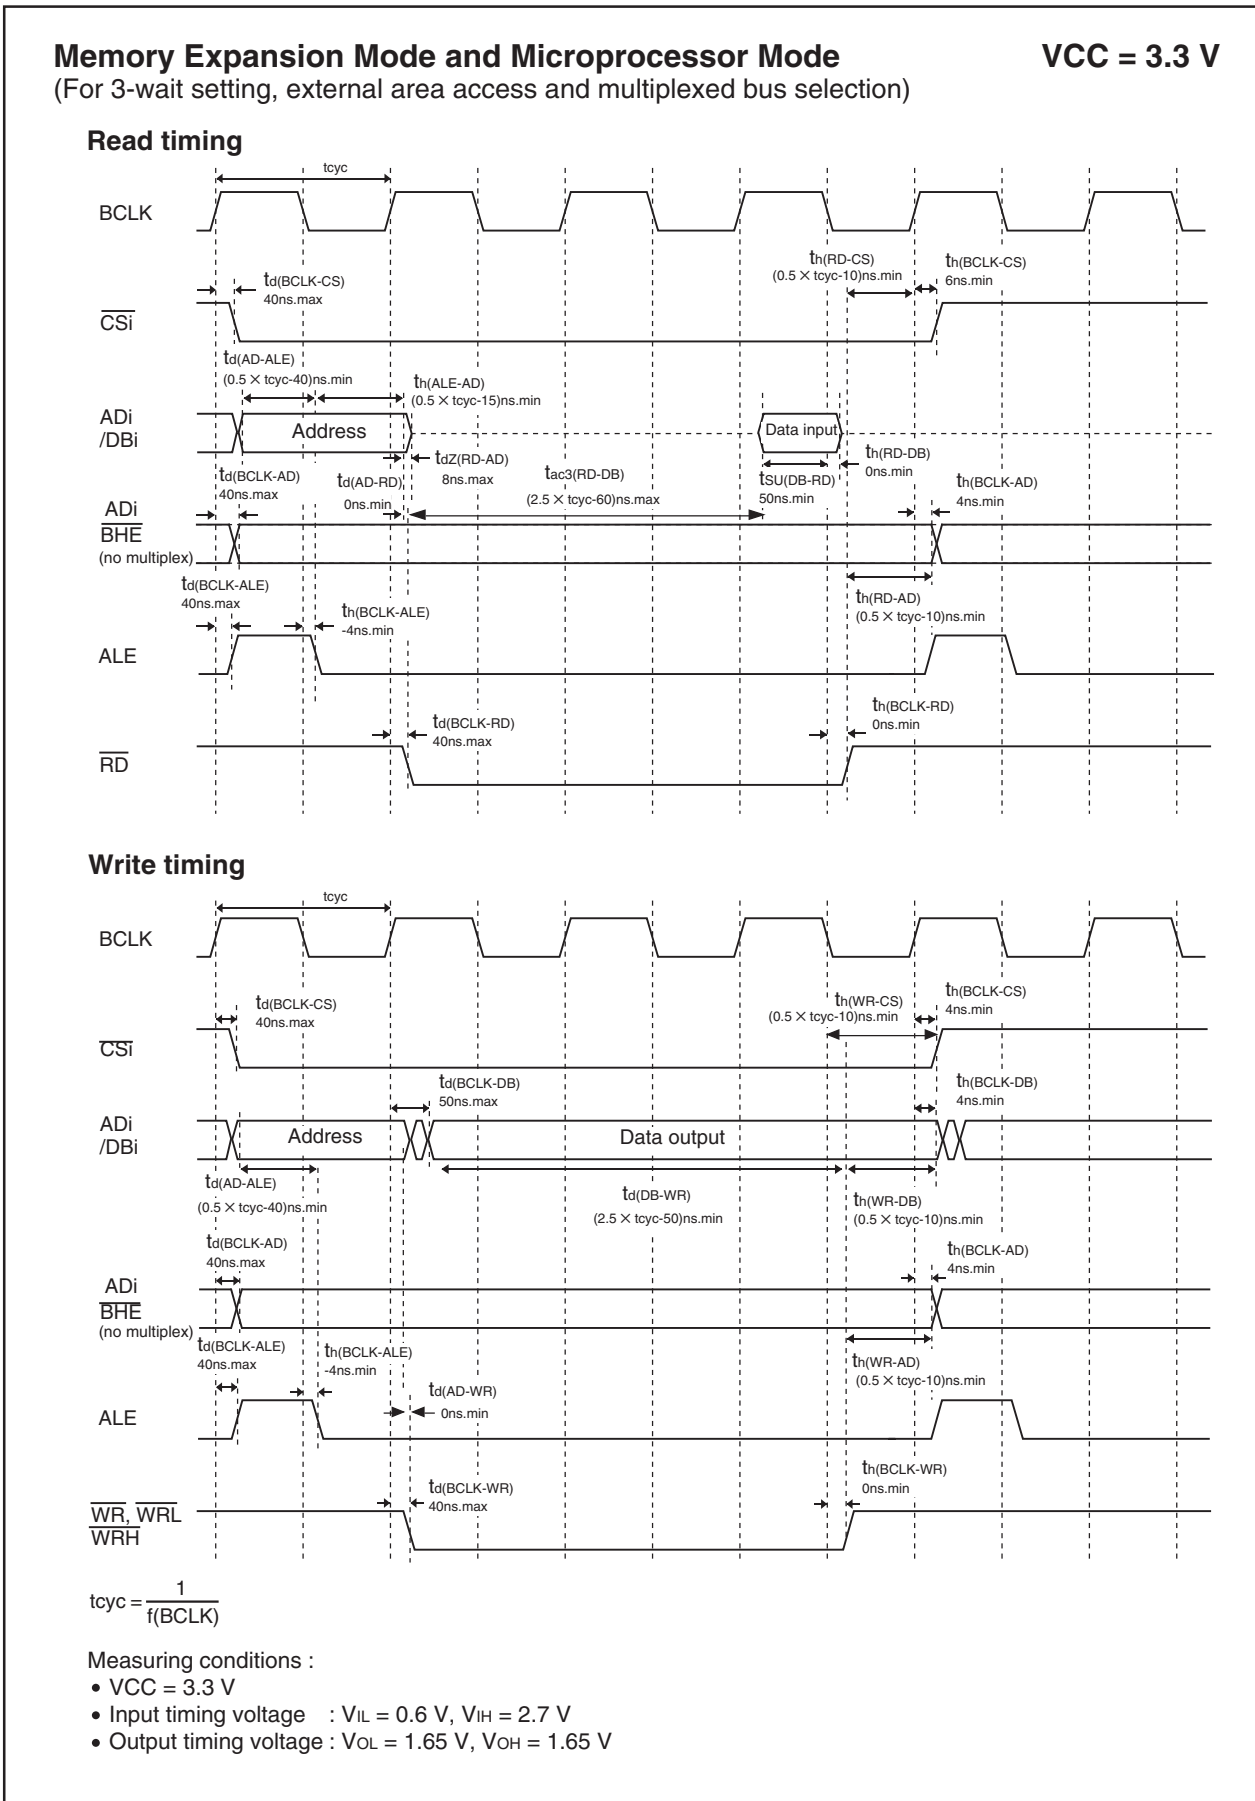 Memory Expansion Mode and Microprocessor Mode VCC = 3.3 V
(For 3-wait setting, external area access and multiplexed bus selection)
Read timing
tcyc
BCLK
th(RD-CS)
(0.5 × tcyc-10)ns.min
th(BCLK-CS)
6ns.min
td(BCLK-CS)
40ns.max
CSi
td(AD-ALE)
(0.5 × tcyc-40)ns.min
th(ALE-AD)
(0.5 × tcyc-15)ns.min
ADi
/DBi
Address
Data input
td(BCLK-AD)
40ns.max
td(AD-RD)
0ns.min
tdZ(RD-AD)
8ns.max
tac3(RD-DB)
(2.5 × tcyc-60)ns.max
tSU(DB-RD)
50ns.min
th(RD-DB)
0ns.min
th(BCLK-AD)
4ns.min
ADi
BHE
(no multiplex)
td(BCLK-ALE)
40ns.max
th(BCLK-ALE)
-4ns.min
th(RD-AD)
(0.5 × tcyc-10)ns.min
ALE
td(BCLK-RD)
40ns.max
th(BCLK-RD)
0ns.min
RD
Write timing
tcyc
BCLK
td(BCLK-CS)
40ns.max
th(WR-CS)
(0.5 × tcyc-10)ns.min
th(BCLK-CS)
4ns.min
CSi
td(BCLK-DB)
50ns.max
th(BCLK-DB)
4ns.min
ADi
/DBi
Address
Data output
td(AD-ALE)
(0.5 × tcyc-40)ns.min
td(DB-WR)
(2.5 × tcyc-50)ns.min
th(WR-DB)
(0.5 × tcyc-10)ns.min
td(BCLK-AD)
40ns.max
th(BCLK-AD)
4ns.min
ADi
BHE
(no multiplex)
td(BCLK-ALE)
40ns.max
th(BCLK-ALE)
-4ns.min
th(WR-AD)
(0.5 × tcyc-10)ns.min
td(AD-WR)
0ns.min
ALE
td(BCLK-WR)
40ns.max
th(BCLK-WR)
0ns.min
WR, WRL
WRH
tcyc = 1
f(BCLK)
Measuring conditions :
• VCC = 3.3 V
• Input timing voltage : VIL = 0.6 V, VIH = 2.7 V
• Output timing voltage : VOL = 1.65 V, VOH = 1.65 V